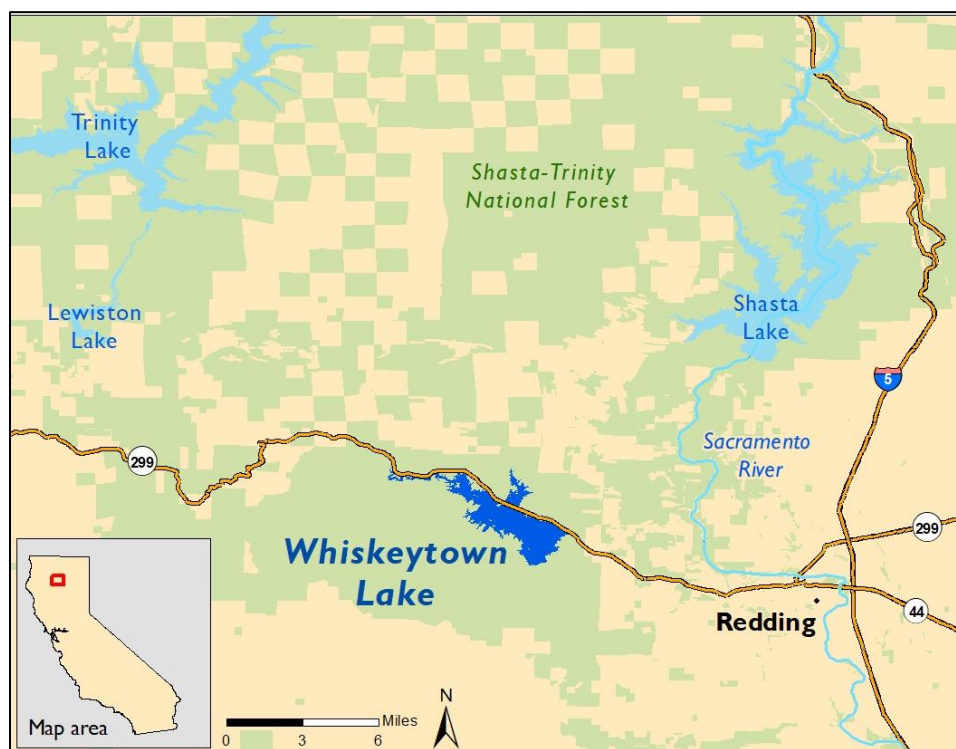 Trinity
Lake
Shasta-Trinity
National Forest
Lewiston
Lake
Shasta
Lake
5
299
Sacramento
River
Whiskeytown
Lake
299
44
Redding
Map area
N
Miles
0 3 6